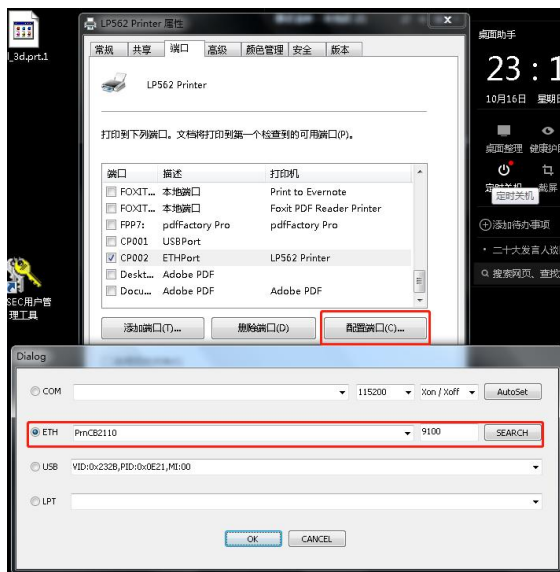 l_3d.prt.1
LP562 Printer 属性
x
常规 共享 端口 高级 颜色管理 安全 版本
LP562 Printer
打印到下列端口。文档将打印到第一个检查到的可用端口(P)。
端口 描述 打印机
FOXIT... 本地端口 Print to Evernote
FOXIT... 本地端口 Foxit PDF Reader Printer
FPP7: pdfFactory Pro pdfFactory Pro
CP001 USBPort
CP002 ETHPort LP562 Printer
Deskt... Adobe PDF
Docu... Adobe PDF Adobe PDF
添加端口(T)... 删除端口(D) 配置端口(C)...
SEC用户管
理工具
桌面助手
23:1
10月16日 星期日
桌面整理 健康护眼
定时关机 截屏
定时关机
添加待办事项
· 二十大发言人谈
搜索网页、查找
Dialog
COM 115200 Xon / Xoff AutoSet
ETH PrnCB2110 9100 SEARCH
USB VID:0x232B,PID:0x0E21,MI:00
LPT
OK CANCEL